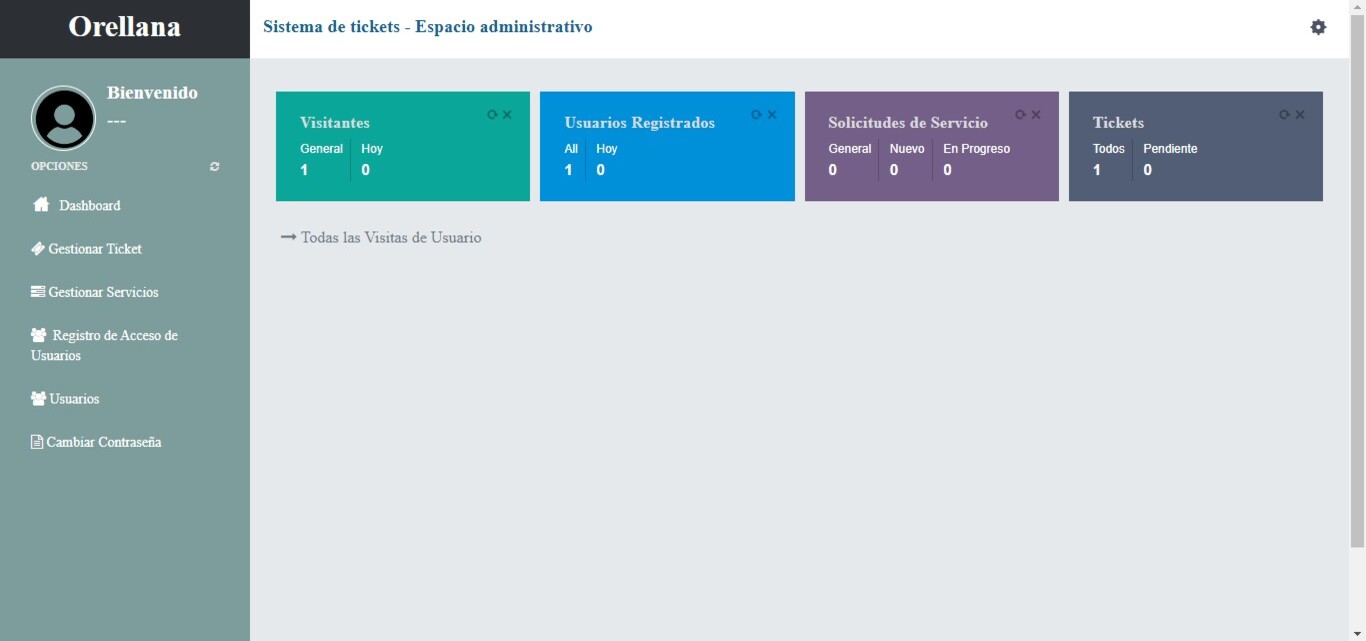 Orellana
Sistema de tickets - Espacio administrativo
Bienvenido
---
OPCIONES
Dashboard
Gestionar Ticket
Gestionar Servicios
Registro de Acceso de
Usuarios
Usuarios
Cambiar Contraseña
Visitantes
General Hoy
1 0
Usuarios Registrados
All Hoy
1 0
Solicitudes de Servicio
General Nuevo En Progreso
0 0 0
Tickets
Todos Pendiente
1 0
Todas las Visitas de Usuario